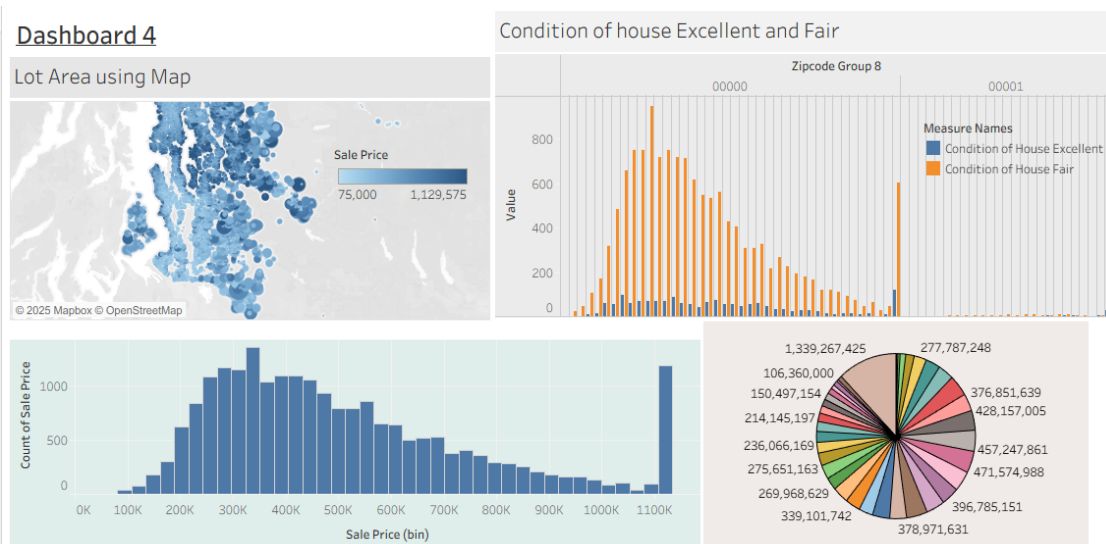 Dashboard 4
Lot Area using Map
Sale Price
75,000 1,129,575
© 2025 Mapbox © OpenStreetMap
Condition of house Excellent and Fair
Zipcode Group 8
00000 00001
Measure Names
Condition of House Excellent
Condition of House Fair
Value
800
600
400
200
0
Count of Sale Price
1000
500
0
0K 100K 200K 300K 400K 500K 600K 700K 800K 900K 1000K 1100K
Sale Price (bin)
1,339,267,425 277,787,248
106,360,000
150,497,154 376,851,639
428,157,005
214,145,197
236,066,169 457,247,861
275,651,163 471,574,988
269,968,629 396,785,151
339,101,742
378,971,631